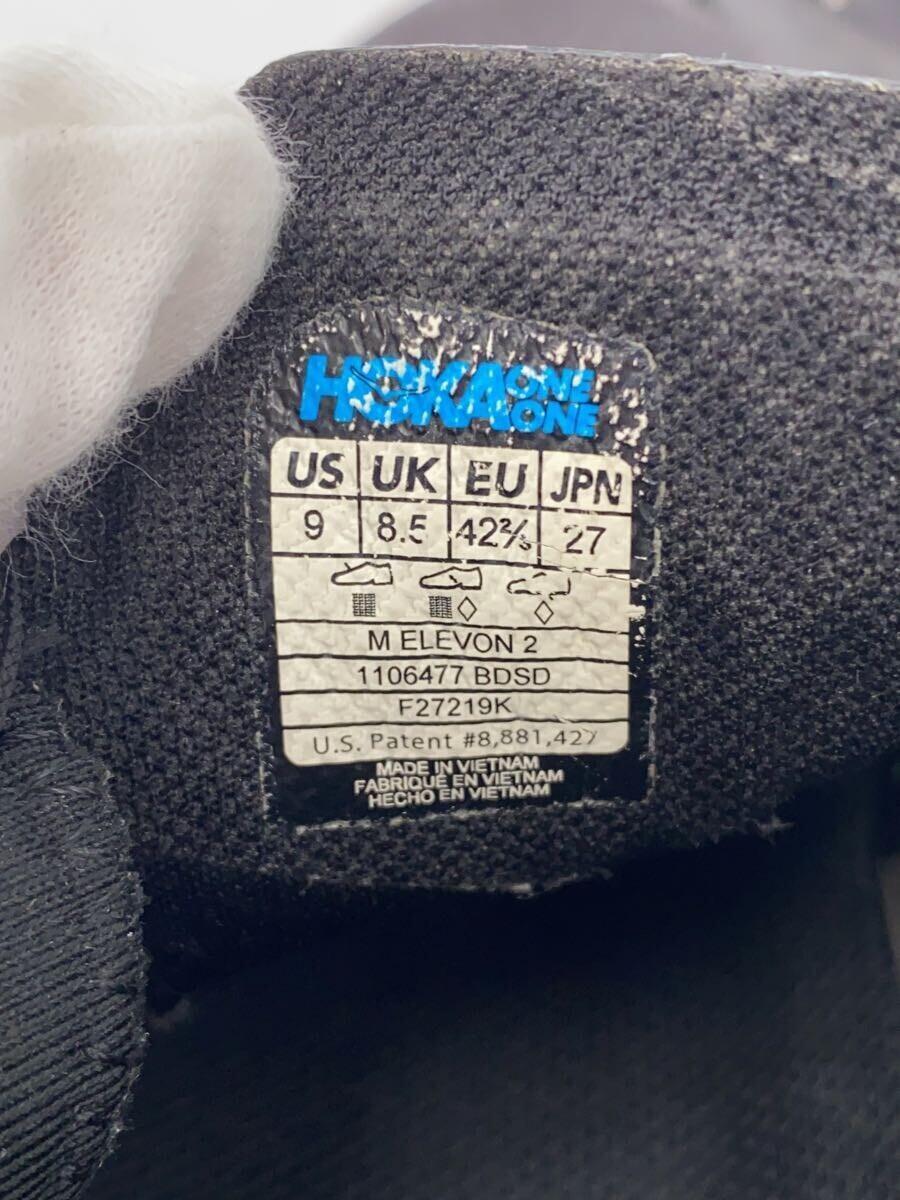 HOKA ONE ONE
US UK EU JPN
9 8.5 42⅔ 27
M ELEVON 2
1106477 BDSD
F27219K
U.S. Patent #8,881,427
MADE IN VIETNAM
FABRIQUÉ EN VIETNAM
HECHO EN VIETNAM